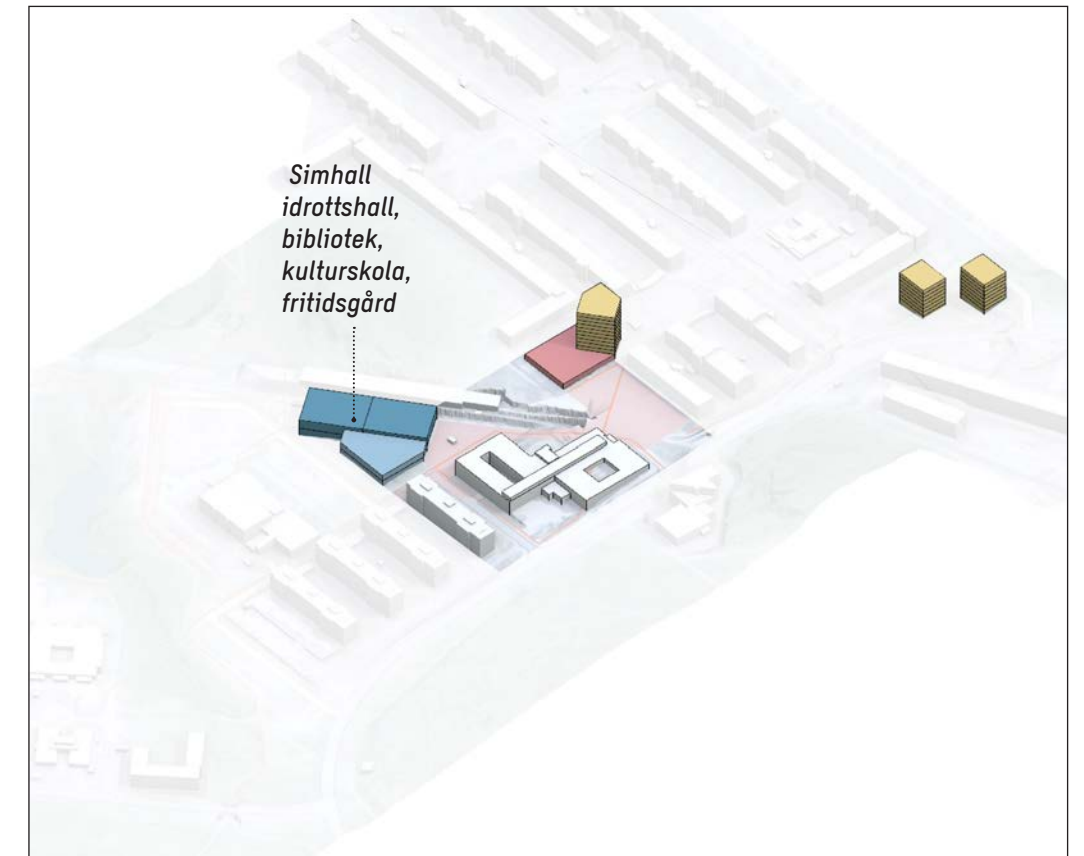 Simhall
idrottshall,
bibliotek,
kulturskola,
fritidsgård